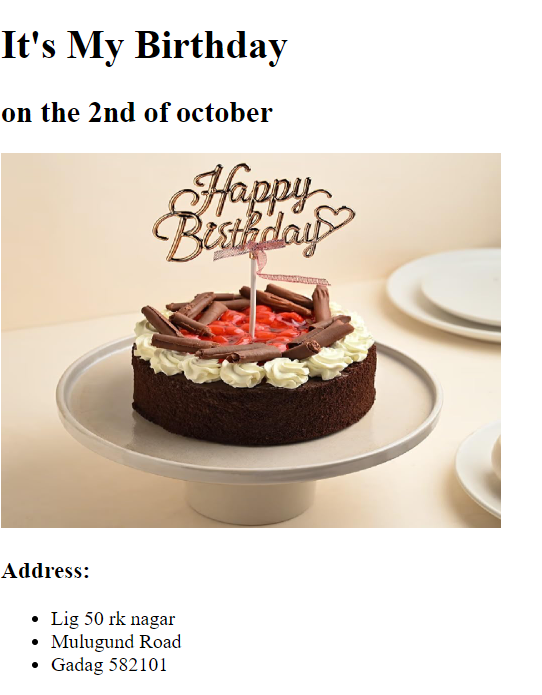 It's My Birthday
on the 2nd of october
Happy
Birthday
Address:
Lig 50 rk nagar
Mulugund Road
Gadag 582101